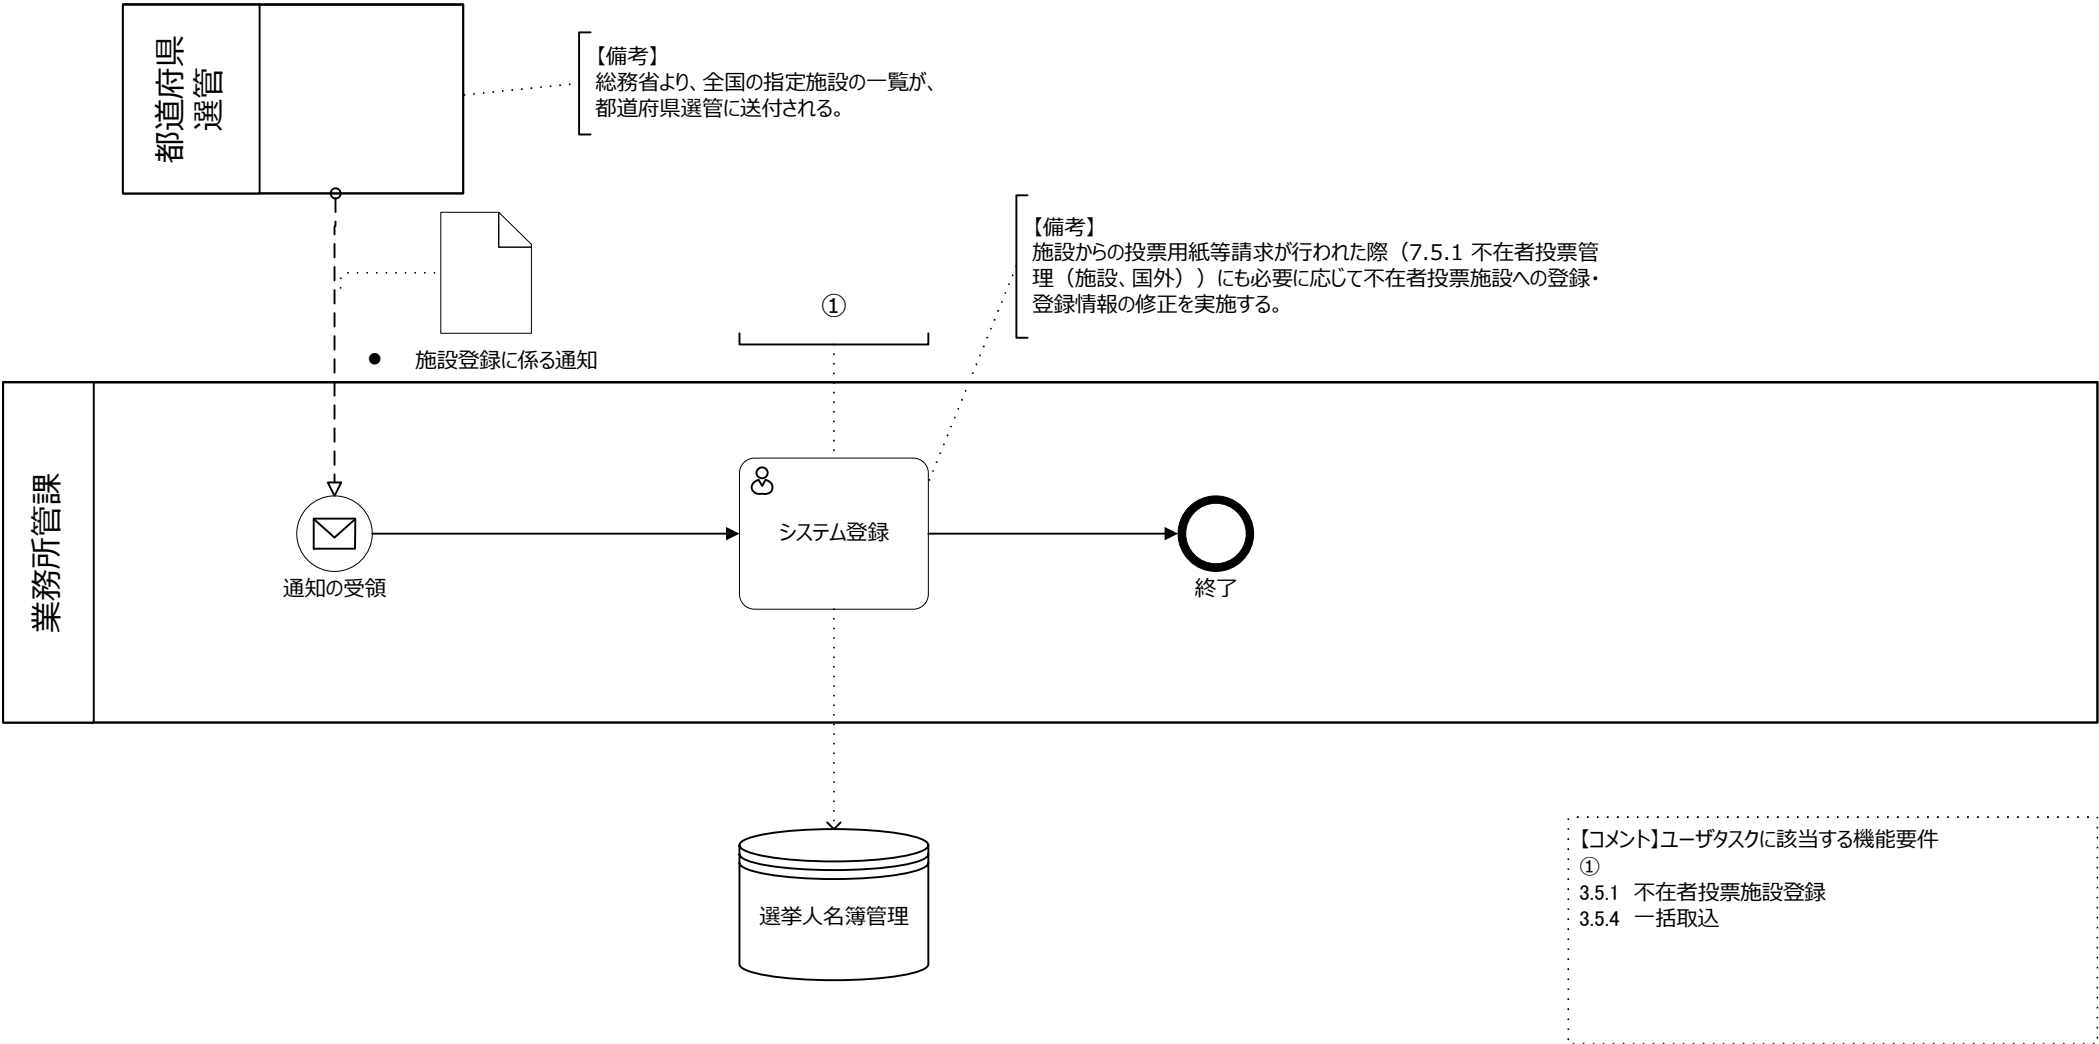 都道府県
選管
【備考】
総務省より、全国の指定施設の一覧が、
都道府県選管に送付される。
【備考】
施設からの投票用紙等請求が行われた際（7.5.1 不在者投票管
理（施設、国外））にも必要に応じて不在者投票施設への登録・
登録情報の修正を実施する。
①
● 施設登録に係る通知
業務所管課
通知の受領
システム登録
終了
選挙人名簿管理
【コメント】ユーザタスクに該当する機能要件
①
3.5.1 不在者投票施設登録
3.5.4 一括取込